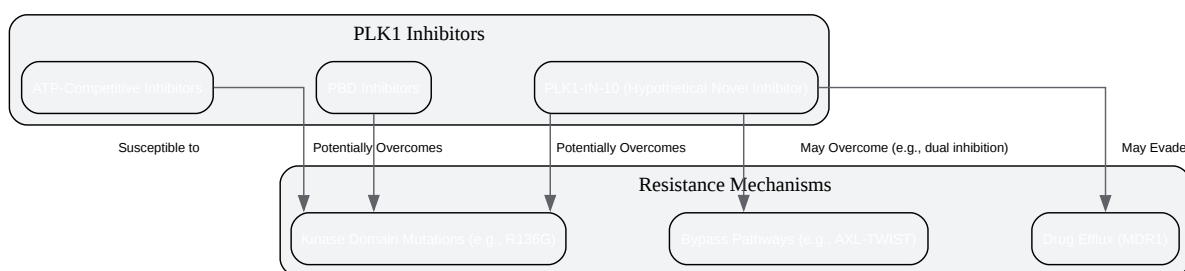 PLK1 Inhibitors
ATP-Competitive Inhibitors
PBD Inhibitors
PLK1-IN-10 (Hypothetical Novel Inhibitor)
Susceptible to
Potentially Overcomes
Potentially Overcomes
May Overcome (e.g., dual inhibition)
May Evade
Resistance Mechanisms
Kinase Domain Mutations (e.g., R136G)
Bypass Pathways (e.g., AXL-TWIST)
Drug Efflux (MDR1)